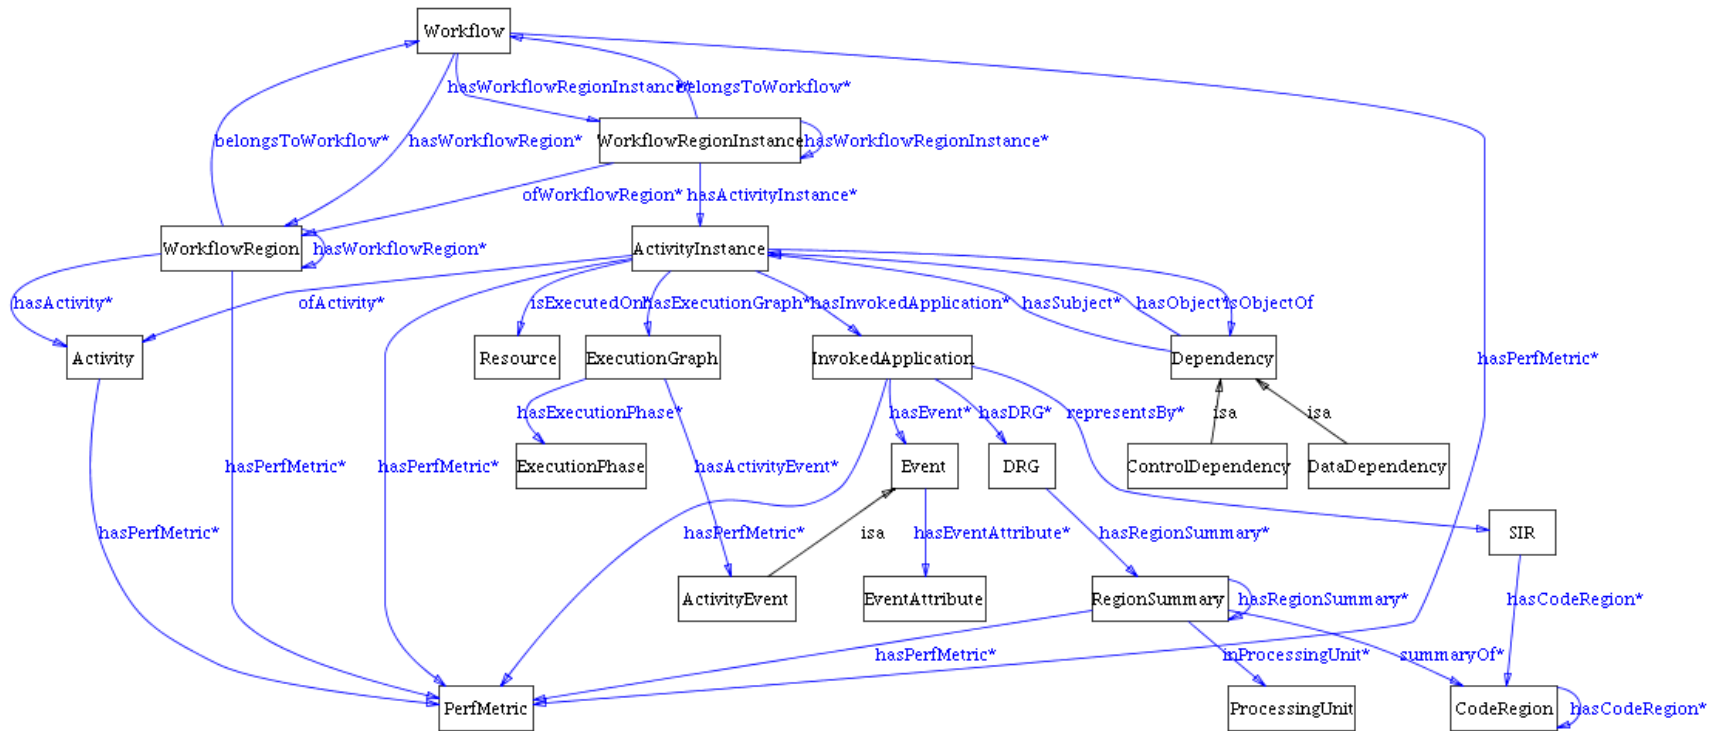 Workflow
hasWorkflowRegionInstance*
belongsToWorkflow*
belongsToWorkflow*
hasWorkflowRegion*
WorkflowRegionInstance
hasWorkflowRegionInstance*
ofWorkflowRegion*
hasActivityInstance*
WorkflowRegion
hasWorkflowRegion*
ActivityInstance
hasActivity*
ofActivity*
isExecutedOn*
hasExecutionGraph*
hasInvokedApplication*
hasSubject*
hasObject*
isObjectOf
Activity
Resource
ExecutionGraph
InvokedApplication
Dependency
hasPerfMetric*
hasExecutionPhase*
hasEvent*
hasDRG*
representsBy*
isa
isa
hasPerfMetric*
hasPerfMetric*
ExecutionPhase
hasActivityEvent*
Event
DRG
ControlDependency
DataDependency
hasPerfMetric*
hasPerfMetric*
isa
hasEventAttribute*
hasRegionSummary*
SIR
ActivityEvent
EventAttribute
RegionSummary
hasRegionSummary*
hasCodeRegion*
hasPerfMetric*
inProcessingUnit*
summaryOf*
PerfMetric
ProcessingUnit
CodeRegion
hasCodeRegion*